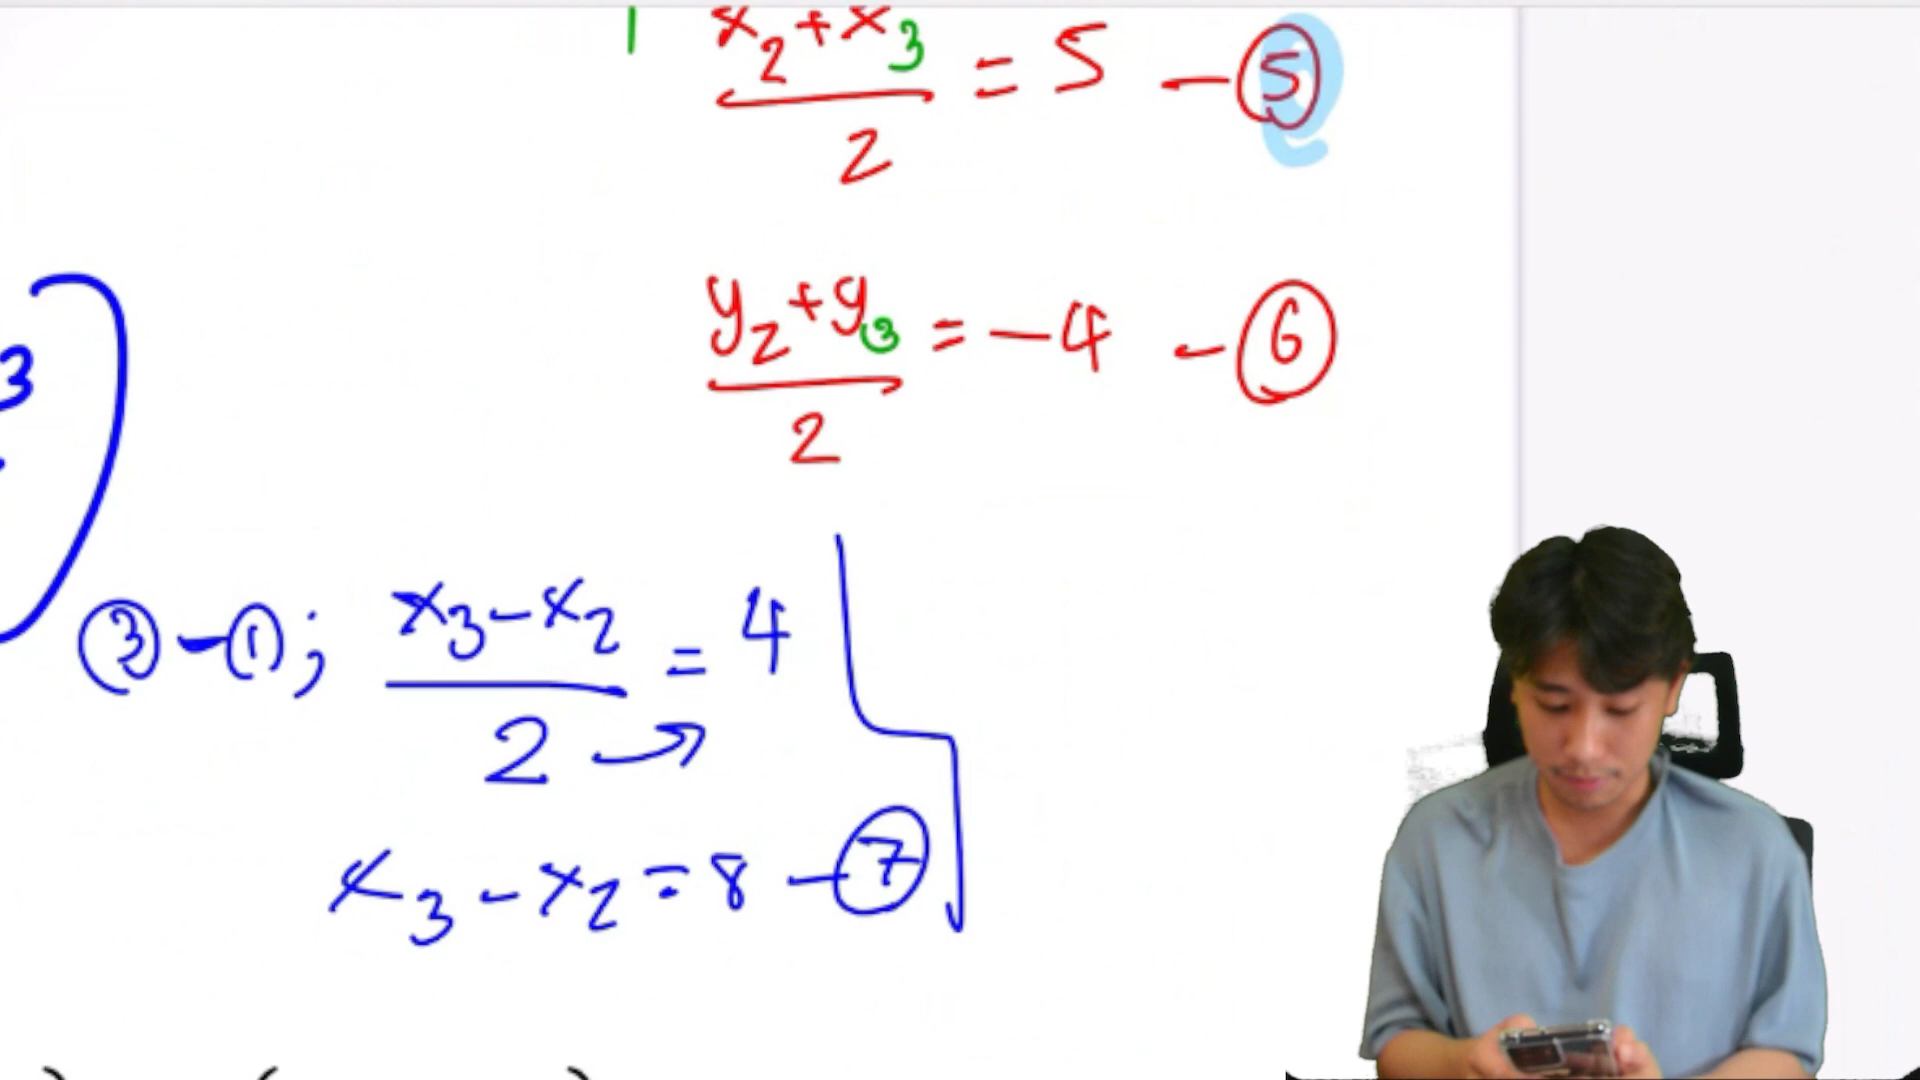 x₂+x₃/2 = 5 – ⑤
y₂+y₃/2 = –4 – ⑥
3
③–①; x₃–x₂/2 = 4
x₃–x₂=8 –⑦